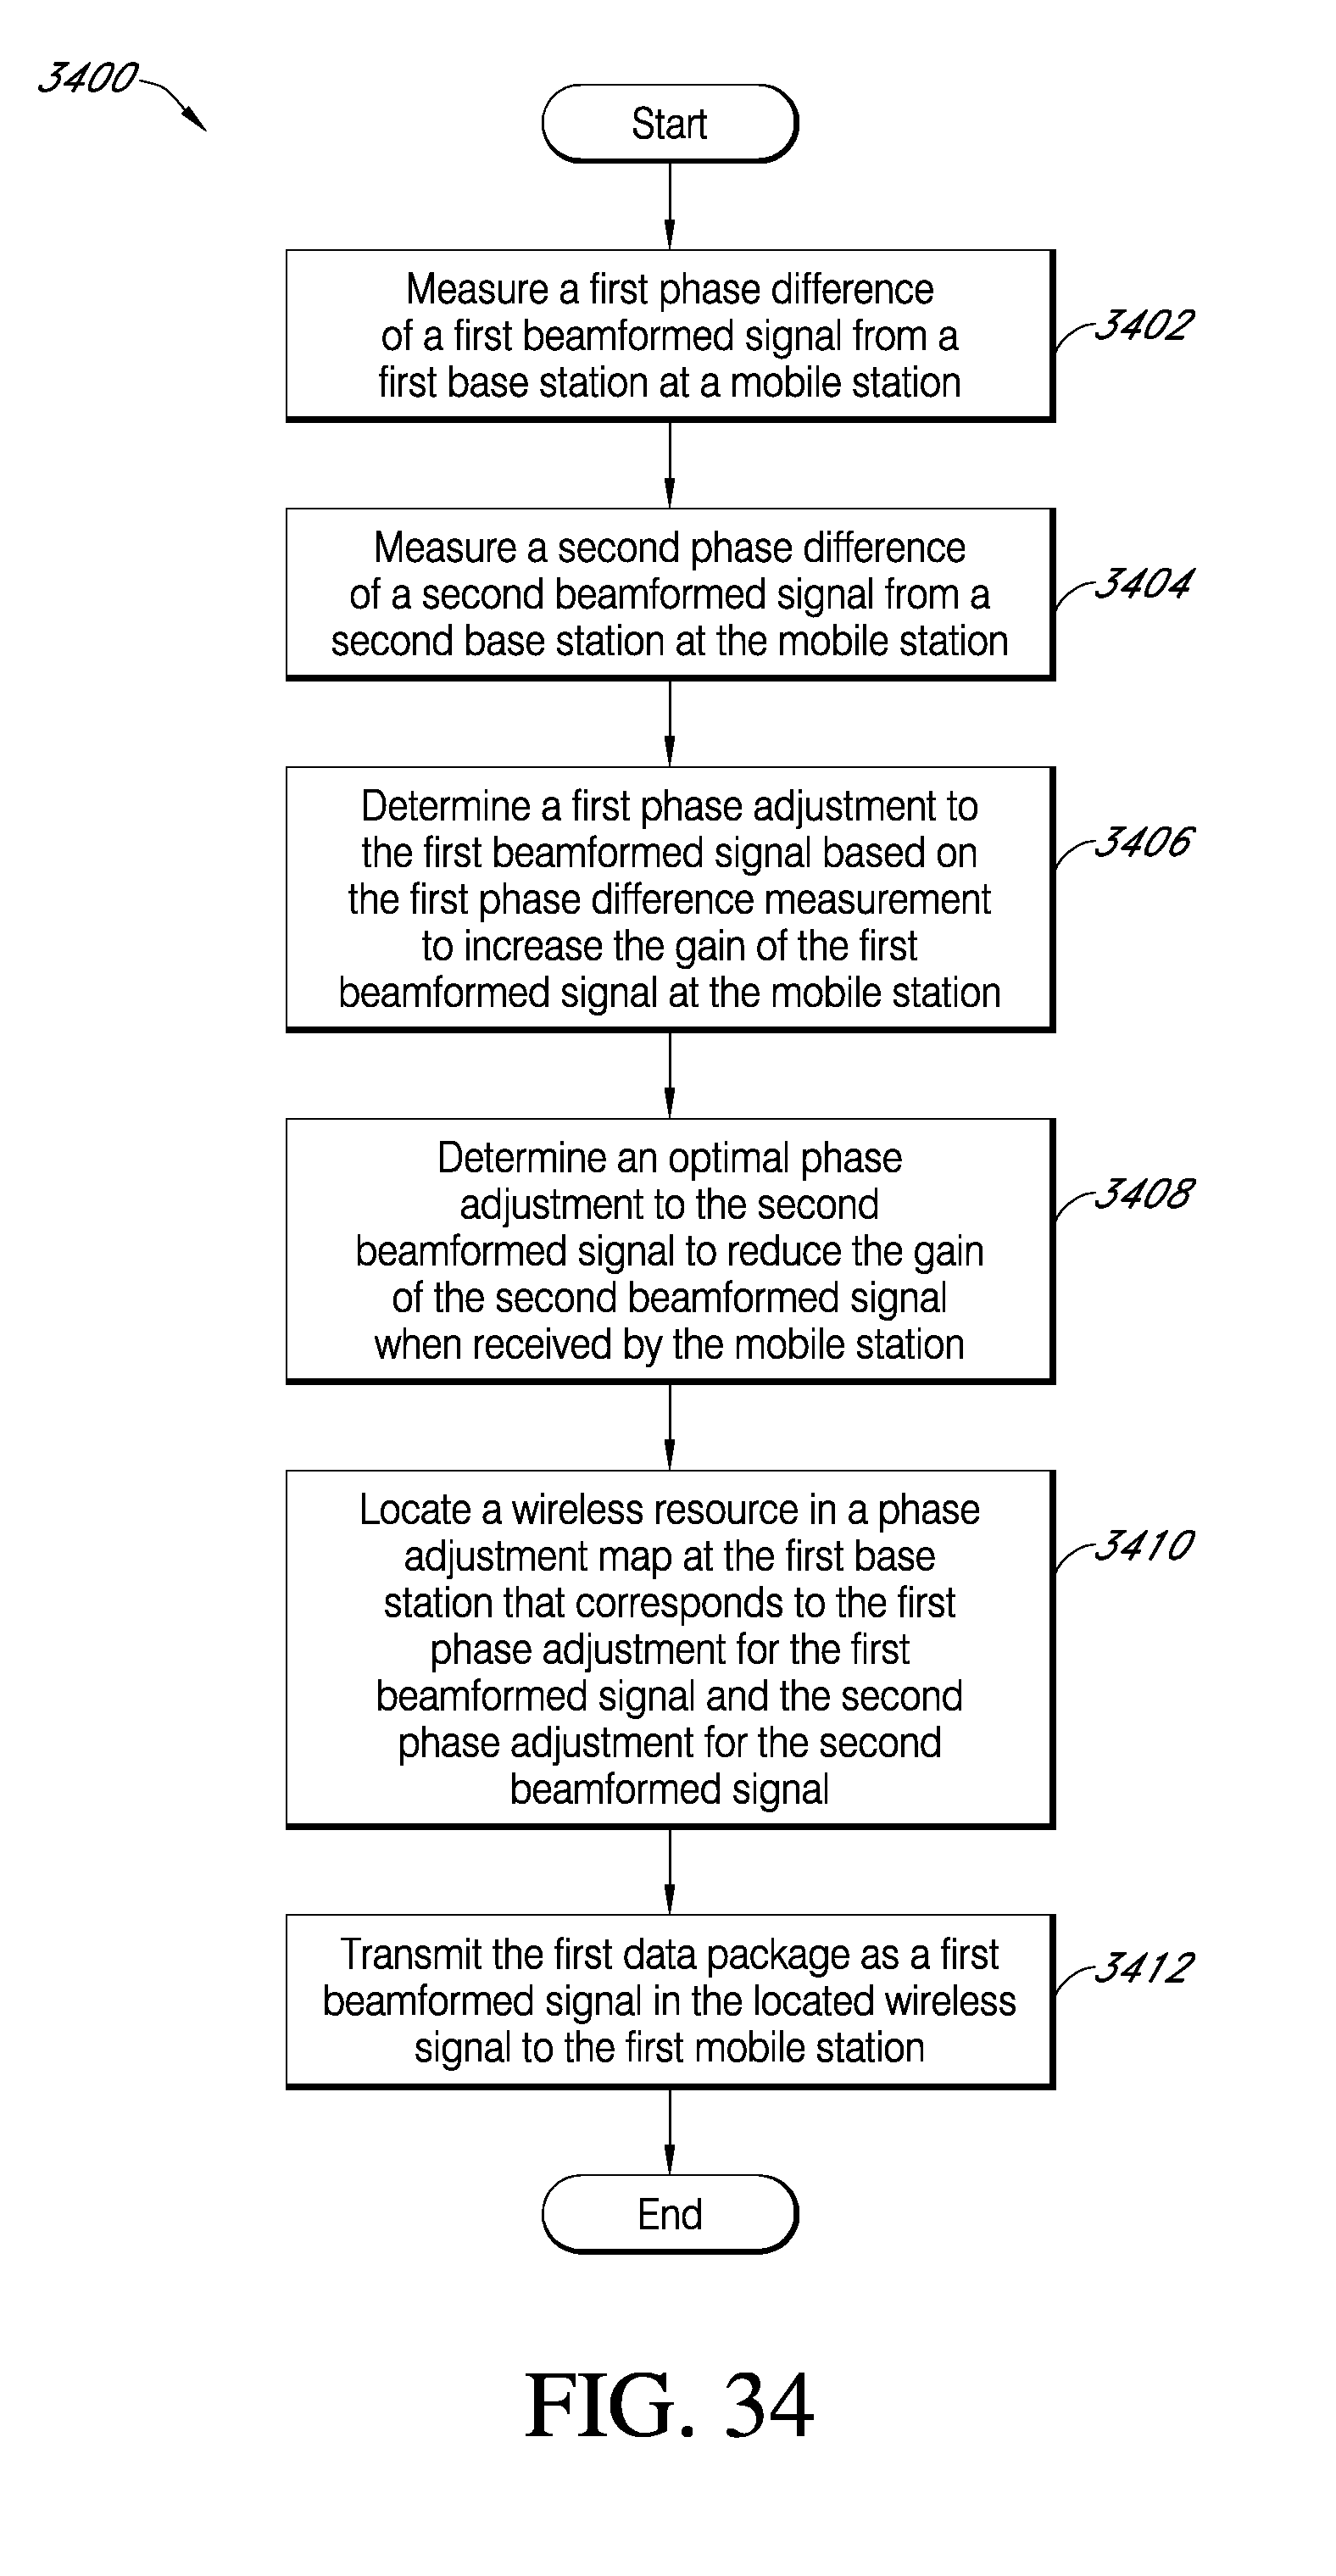 3400
Start
Measure a first phase difference
of a first beamformed signal from a
first base station at a mobile station
3402
Measure a second phase difference
of a second beamformed signal from a
second base station at the mobile station
3404
Determine a first phase adjustment to
the first beamformed signal based on
the first phase difference measurement
to increase the gain of the first
beamformed signal at the mobile station
3406
Determine an optimal phase
adjustment to the second
beamformed signal to reduce the gain
of the second beamformed signal
when received by the mobile station
3408
Locate a wireless resource in a phase
adjustment map at the first base
station that corresponds to the first
phase adjustment for the first
beamformed signal and the second
phase adjustment for the second
beamformed signal
3410
Transmit the first data package as a first
beamformed signal in the located wireless
signal to the first mobile station
3412
End
FIG. 34